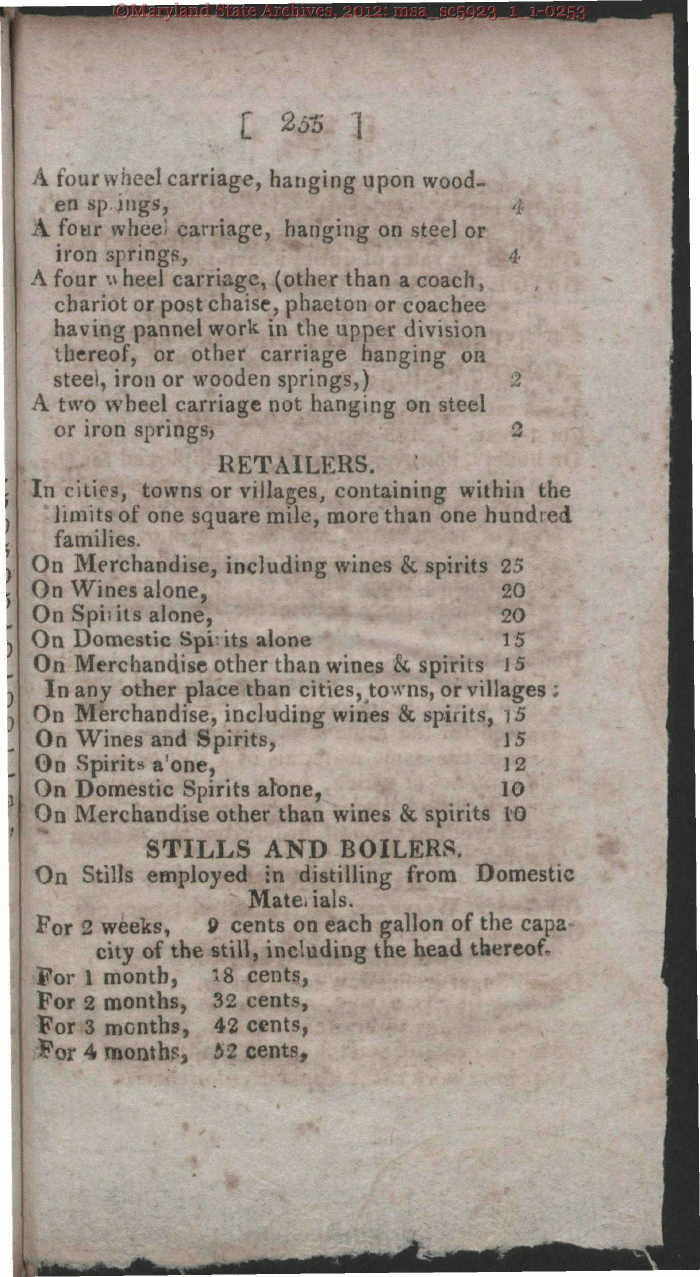 ©Maryland State Archives, 2012: msa_sc5923_1_1-0253
[ 255 ]
A four wheel carriage, hanging upon wood-
en springs, 4
A four wheel carriage, hanging on steel or
iron springs, 4
A four wheel carriage, (other than a coach,
chariot or post chaise, phaeton or coachee
having pannel work in the upper division
thereof, or other carriage hanging on
steel, iron or wooden springs,) 2
A two wheel carriage not hanging on steel
or iron springs, 2
RETAILERS.
In cities, towns or villages, containing within the
limits of one square mile, more than one hundred
families.
On Merchandise, including wines & spirits 25
On Wines alone, 20
On Spirits alone, 20
On Domestic Spirits alone 15
On Merchandise other than wines & spirits 15
In any other place than cities, towns, or villages :
On Merchandise, including wines & spirits, 15
On Wines and Spirits, 15
On Spirits alone, 12
On Domestic Spirits alone, 10
On Merchandise other than wines & spirits 10
STILLS AND BOILERS.
On Stills employed in distilling from Domestic
Materials.
For 2 weeks, 9 cents on each gallon of the capa-
city of the still, including the head thereof.
For 1 month, 18 cents,
For 2 months, 32 cents,
For 3 months, 42 cents,
For 4 months, 52 cents,